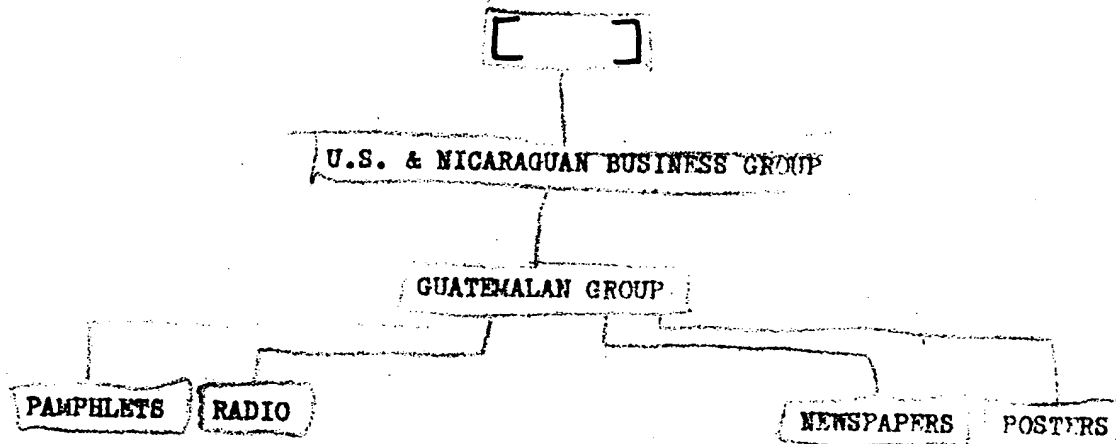 [ ]
U.S. & NICARAGUAN BUSINESS GROUP
GUATEMALAN GROUP
PAMPHLETS RADIO NEWSPAPERS POSTERS